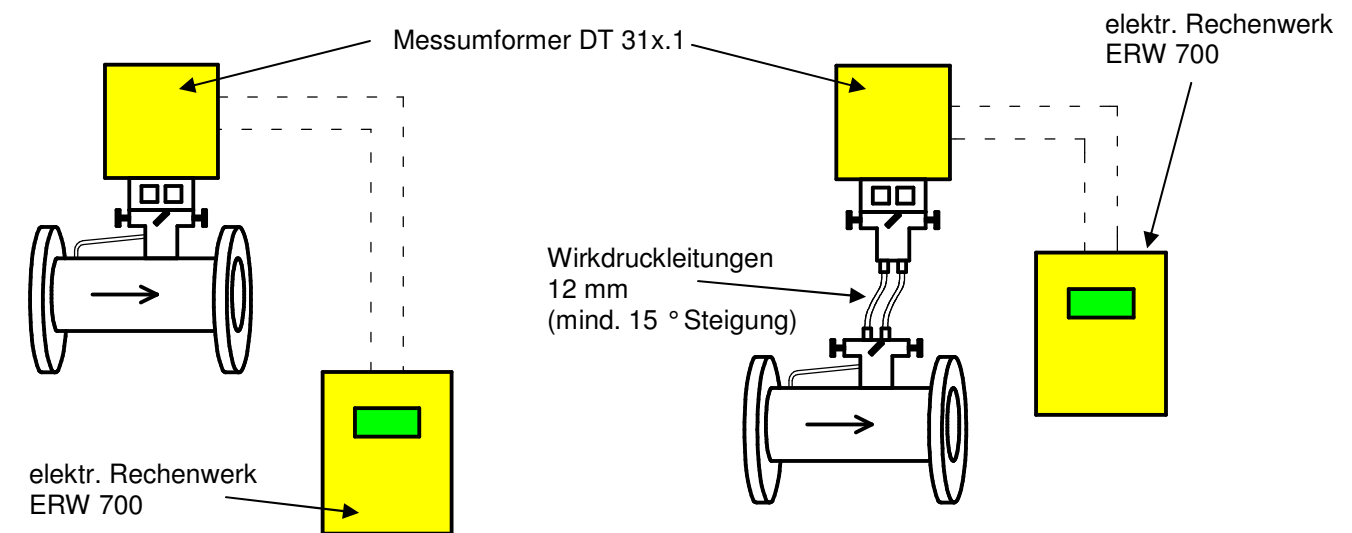 Messumformer DT 31x.1
elektr. Rechenwerk
ERW 700
Wirkdruckleitungen
12 mm
(mind. 15 ° Steigung)
elektr. Rechenwerk
ERW 700